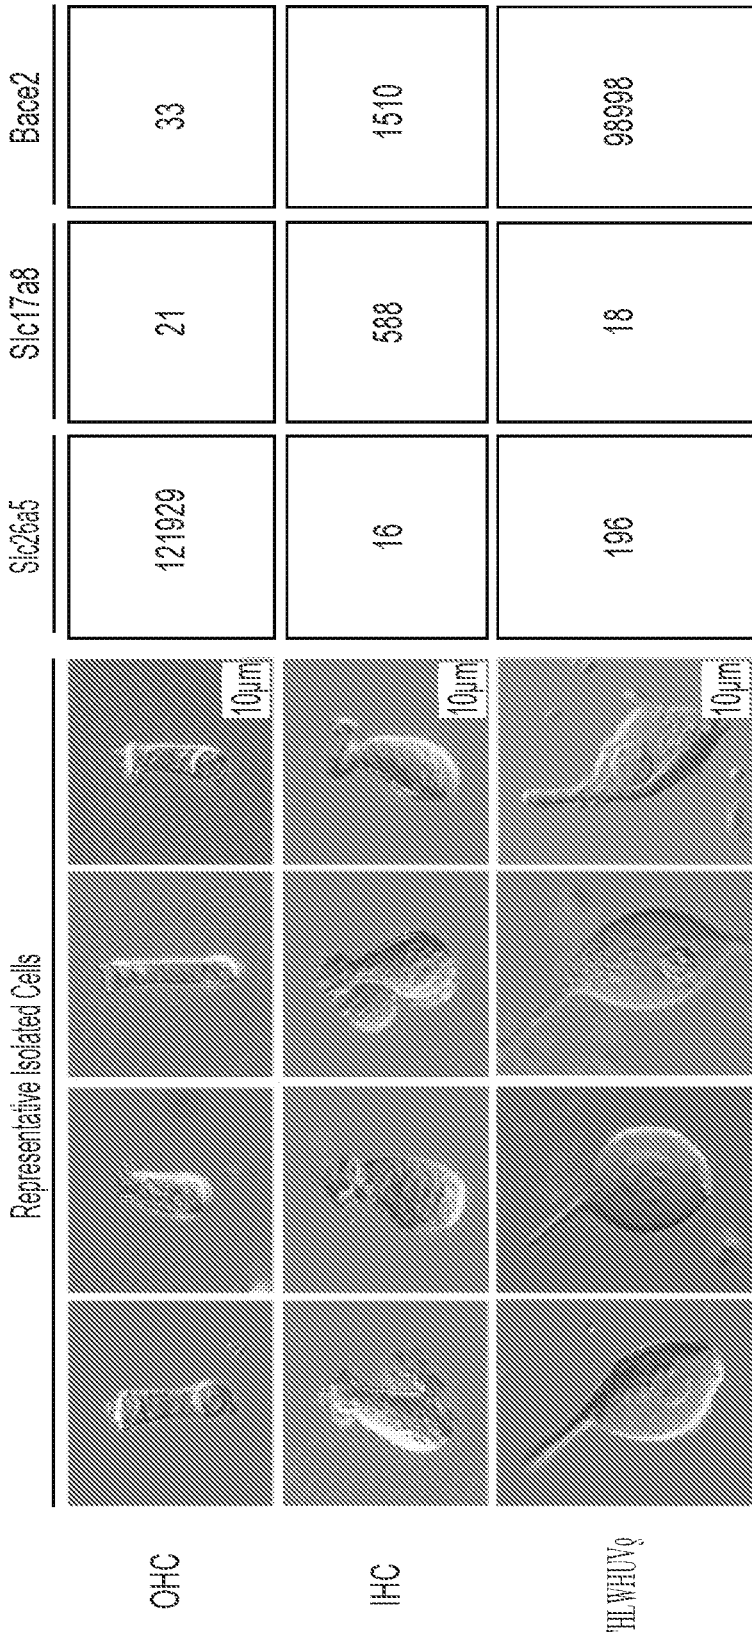 Representative Isolated Cells Slc26a5 Slc17a8 Bace2
OHC 10µm 121929 21 33
IHC 10µm 16 588 1510
10µm 196 18 98998